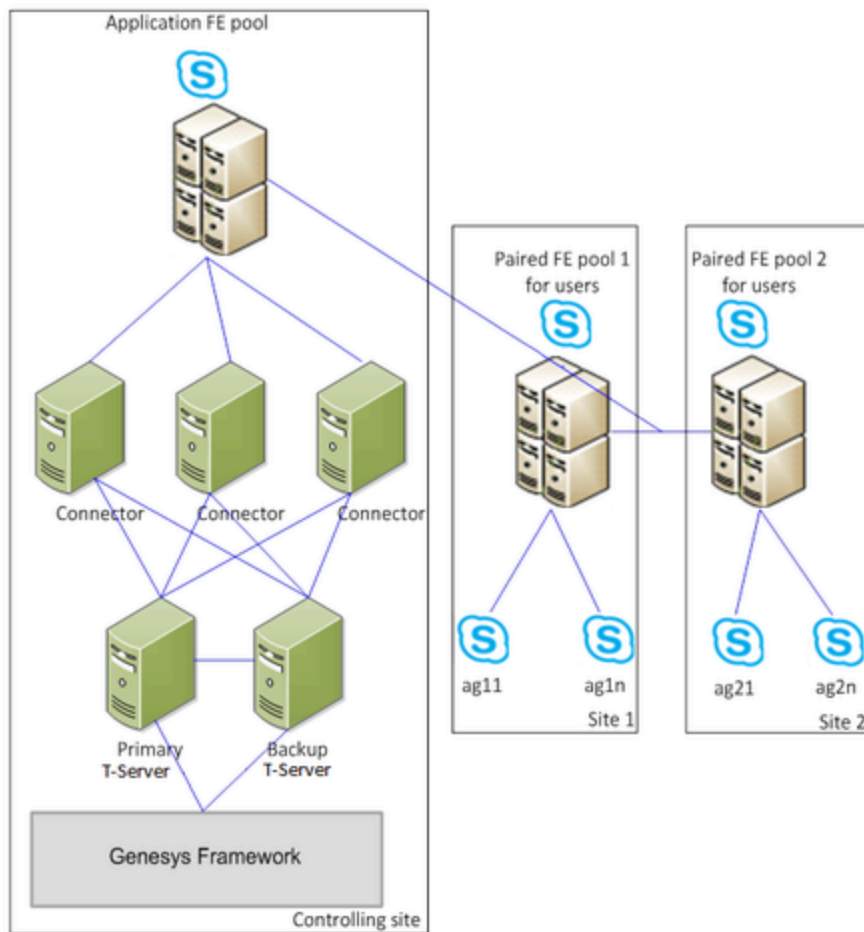 Application FE pool
S
Paired FE pool 1
for users
S
Paired FE pool 2
for users
S
Connector
Connector
Connector
S
ag11
S
ag1n
Site 1
S
ag21
S
ag2n
Site 2
Primary
T-Server
Backup
T-Server
Genesys Framework
Controlling site